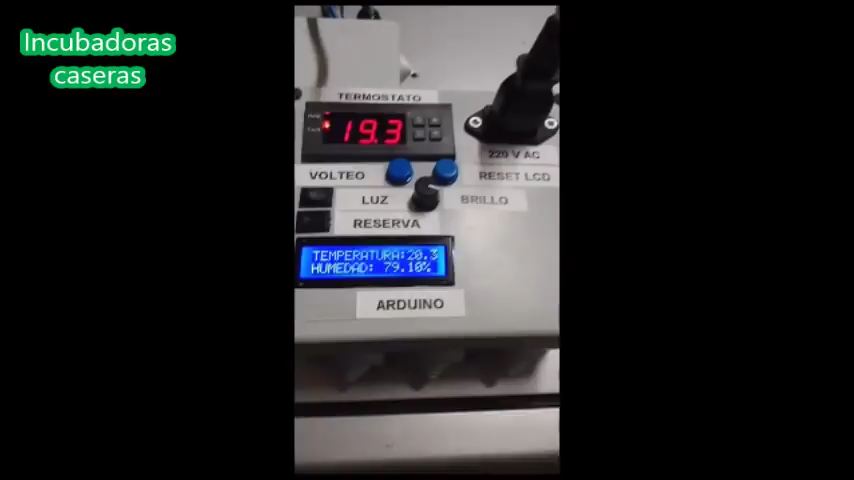 Incubadoras
caseras
TERMOSTATO
19.3
220 V AC
VOLTEO
RESET LCD
LUZ
BRILLO
RESERVA
TEMPERATURA:20.3
HUMEDAD: 79.10%
ARDUINO